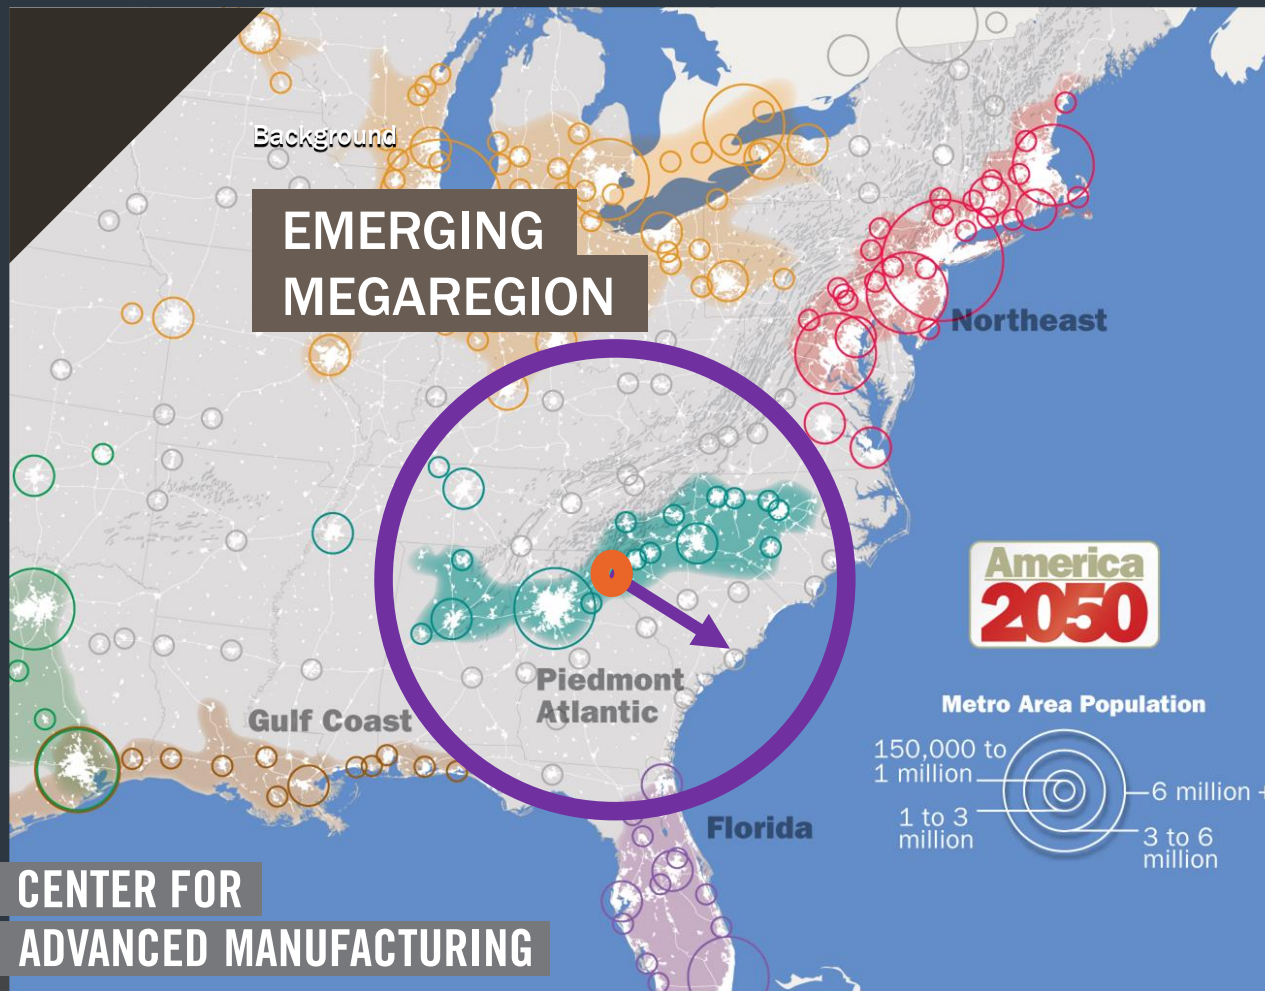 Background
EMERGING
MEGAREGION
Northeast
America
2050
Piedmont
Atlantic
Gulf Coast
Metro Area Population
150,000 to
1 million
6 million +
1 to 3
million
3 to 6
million
Florida
CENTER FOR
ADVANCED MANUFACTURING